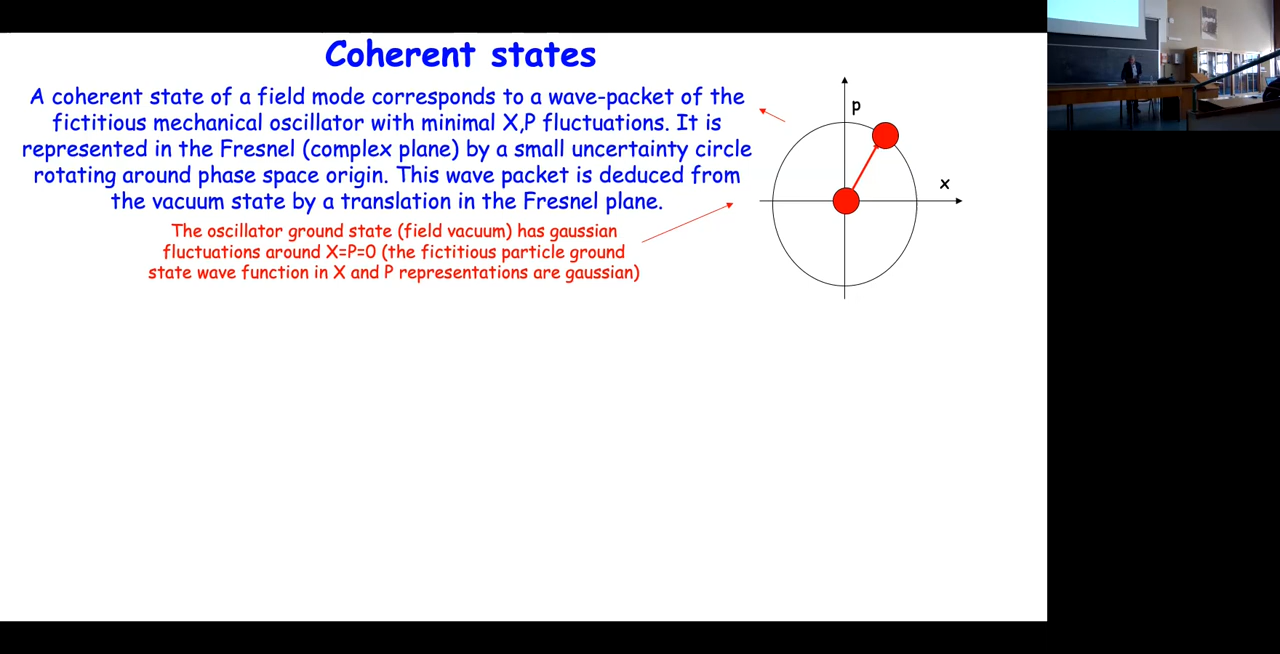 Coherent states
A coherent state of a field mode corresponds to a wave-packet of the
fictitious mechanical oscillator with minimal X,P fluctuations. It is
represented in the Fresnel (complex plane) by a small uncertainty circle
rotating around phase space origin. This wave packet is deduced from
the vacuum state by a translation in the Fresnel plane.
The oscillator ground state (field vacuum) has gaussian
fluctuations around X=P=0 (the fictitious particle ground
state wave function in X and P representations are gaussian)
p
x